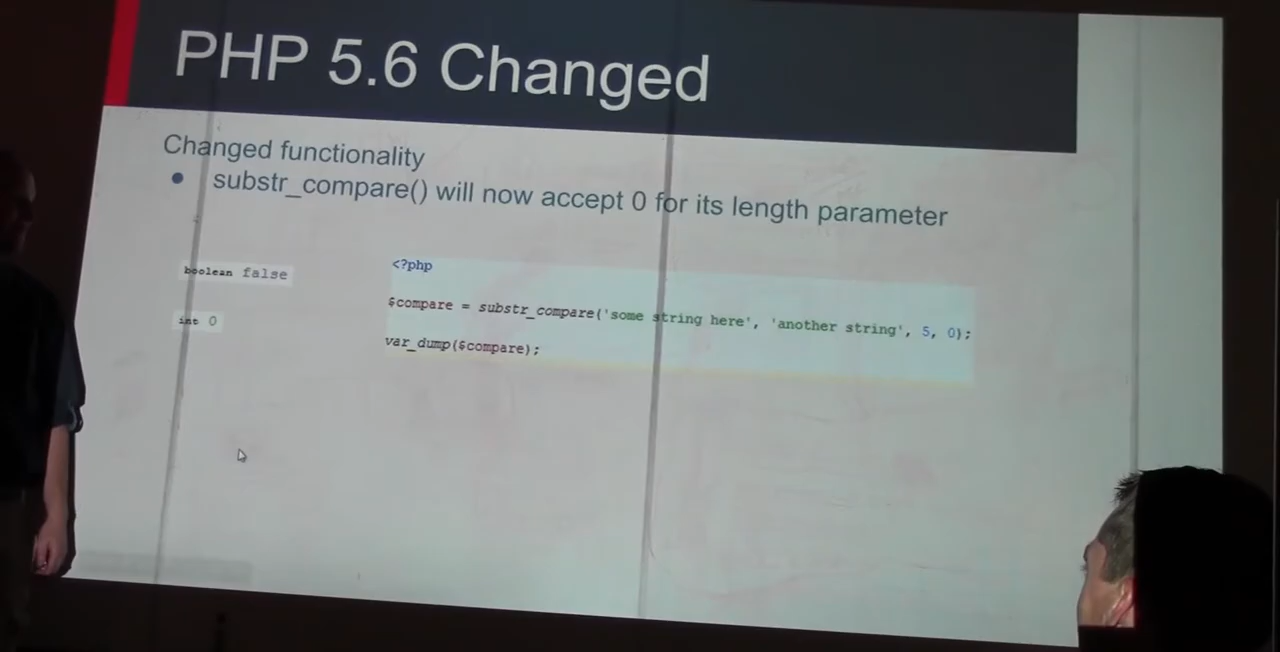 PHP 5.6 Changed
Changed functionality
● substr_compare() will now accept 0 for its length parameter
boolean false
int 0
<?php
$compare = substr_compare('some string here', 'another string', 5, 0);
var_dump($compare);